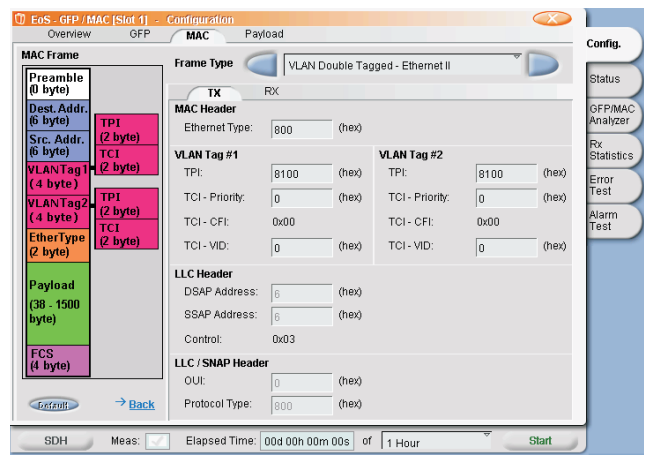 EoS - GFP / MAC [Slot 1] - Configuration
Overview GFP MAC Payload
MAC Frame
Preamble
(0 byte)
Dest. Addr.
(6 byte)
Src. Addr.
(6 byte)
VLANTag1
(4 byte)
VLANTag2
(4 byte)
EtherType
(2 byte)
Payload
(38 - 1500
byte)
FCS
(4 byte)
TPI
(2 byte)
TCI
(2 byte)
TPI
(2 byte)
TCI
(2 byte)
Default
→ Back
Frame Type VLAN Double Tagged - Ethernet II
TX RX
MAC Header
Ethernet Type: 800 (hex)
VLAN Tag #1
TPI: 8100 (hex)
TCI - Priority: 0 (hex)
TCI - CFI: 0x00
TCI - VID: 0 (hex)
VLAN Tag #2
TPI: 8100 (hex)
TCI - Priority: 0 (hex)
TCI - CFI: 0x00
TCI - VID: 0 (hex)
LLC Header
DSAP Address: 6 (hex)
SSAP Address: 6 (hex)
Control: 0x03
LLC / SNAP Header
OUI: 0 (hex)
Protocol Type: 800 (hex)
Config.
Status
GFP/MAC
Analyzer
Rx
Statistics
Error
Test
Alarm
Test
SDH Meas: Elapsed Time: 00d 00h 00m 00s of 1 Hour Start